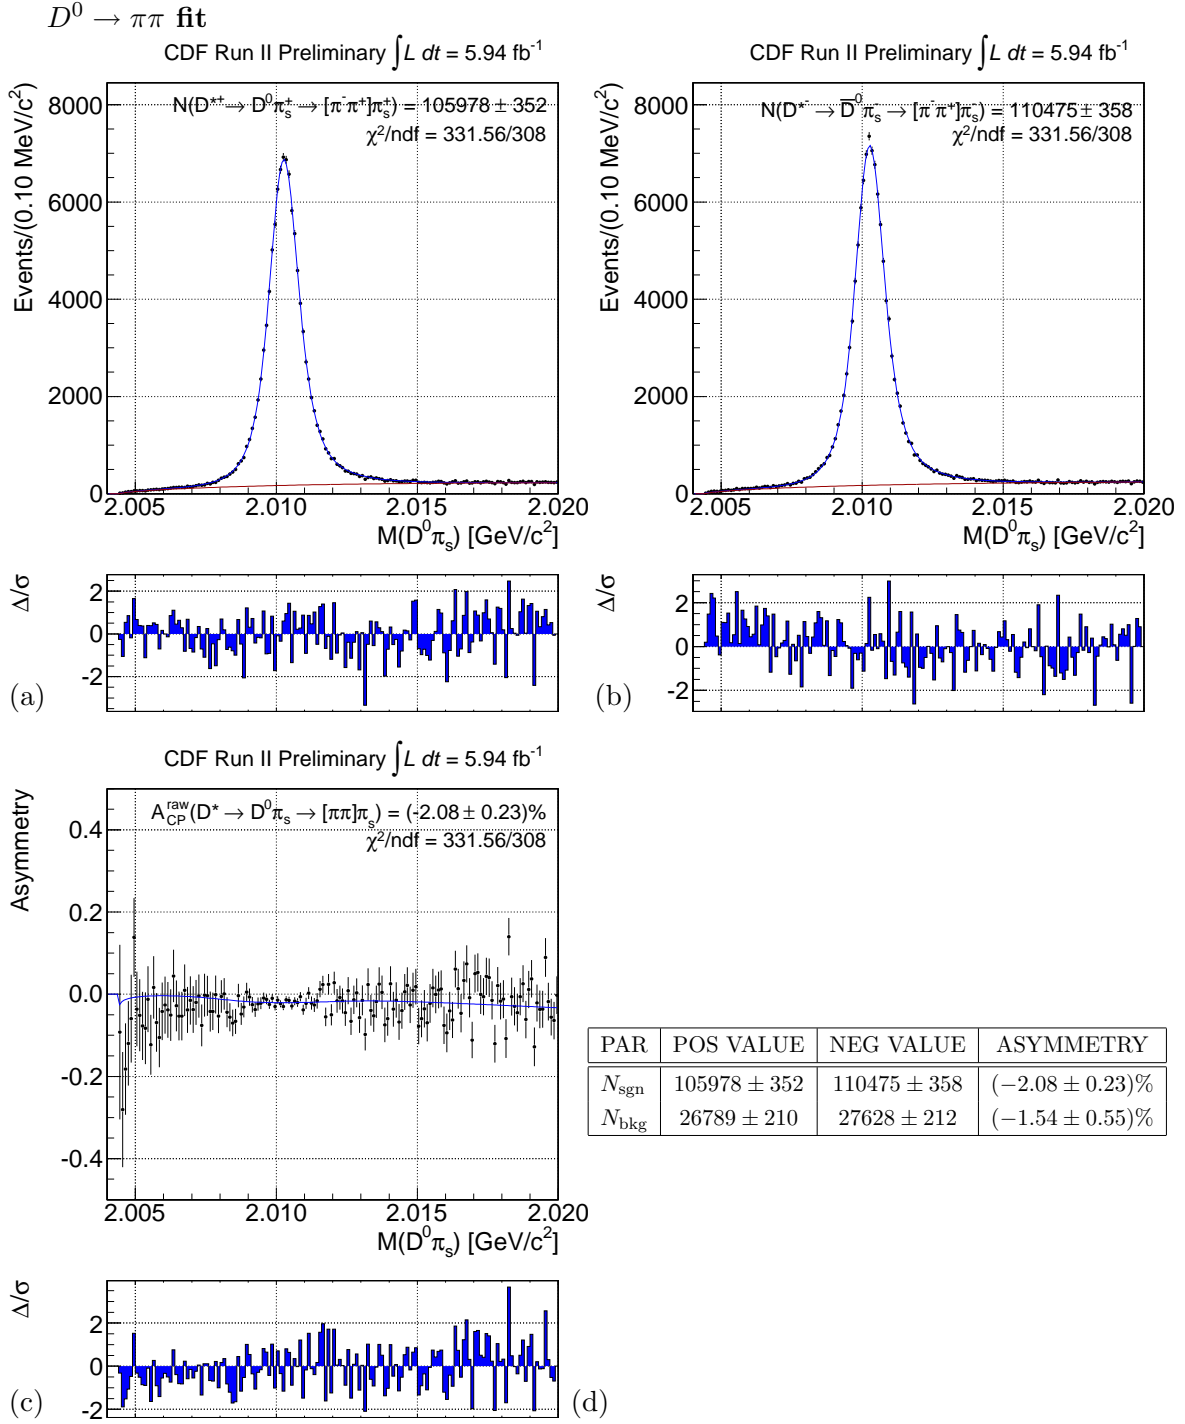 D⁰ → ππ fit
CDF Run II Preliminary ∫L dt = 5.94 fb⁻¹
N(D*⁺ → D⁰π⁺ₛ → [π⁻π⁺]π⁺ₛ) = 105978 ± 352
χ²/ndf = 331.56/308
Events/(0.10 MeV/c²)
8000
6000
4000
2000
0
2.005 2.010 2.015 2.020
M(D⁰πₛ) [GeV/c²]
Δ/σ
2
0
-2
(a)
CDF Run II Preliminary ∫L dt = 5.94 fb⁻¹
N(D*⁻ → D̅⁰π⁻ₛ → [π⁻π⁺]π⁻ₛ) = 110475 ± 358
χ²/ndf = 331.56/308
Events/(0.10 MeV/c²)
8000
6000
4000
2000
0
2.005 2.010 2.015 2.020
M(D⁰πₛ) [GeV/c²]
Δ/σ
2
0
-2
(b)
CDF Run II Preliminary ∫L dt = 5.94 fb⁻¹
A_CP^raw(D* → D⁰πₛ → [ππ]πₛ) = (-2.08 ± 0.23)%
χ²/ndf = 331.56/308
Asymmetry
0.4
0.2
0.0
-0.2
-0.4
2.005 2.010 2.015 2.020
M(D⁰πₛ) [GeV/c²]
Δ/σ
2
0
-2
(c)
PAR POS VALUE NEG VALUE ASYMMETRY
N_sgn 105978 ± 352 110475 ± 358 (−2.08 ± 0.23)%
N_bkg 26789 ± 210 27628 ± 212 (−1.54 ± 0.55)%
(d)